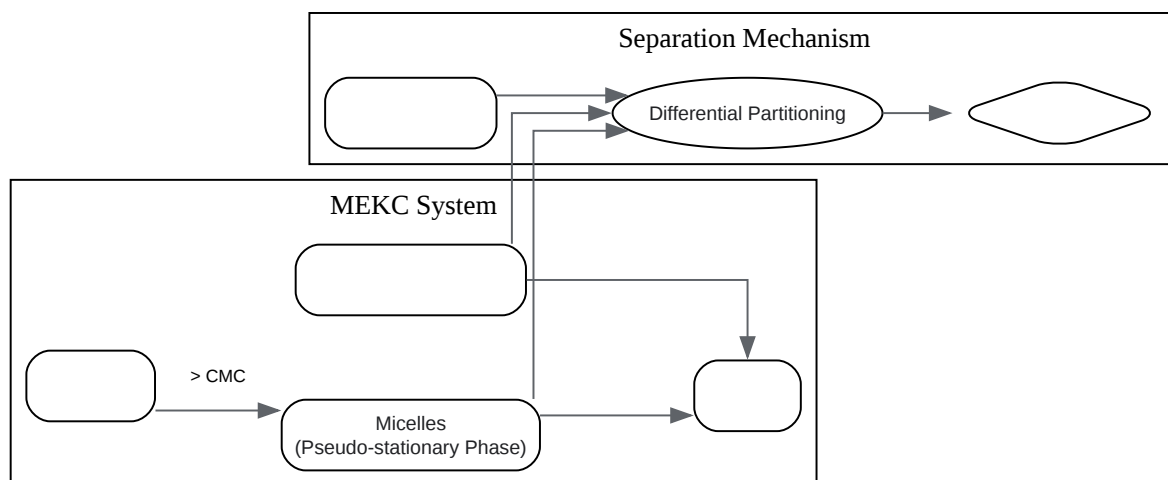 Separation Mechanism
Differential Partitioning
MEKC System
> CMC
Micelles
(Pseudo-stationary Phase)